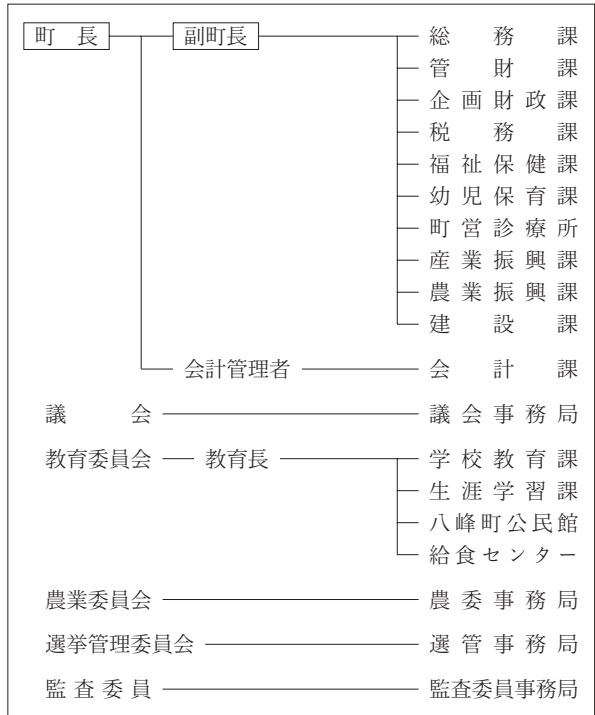 町長 副町長 総務課
管財課
企画財政課
税務課
福祉保健課
幼児保育課
町営診療所
産業振興課
農業振興課
建設課
会計管理者 会計課
議会 議会事務局
教育委員会 教育長 学校教育課
生涯学習課
八峰町公民館
給食センター
農業委員会 農委事務局
選挙管理委員会 選管事務局
監査委員 監査委員事務局